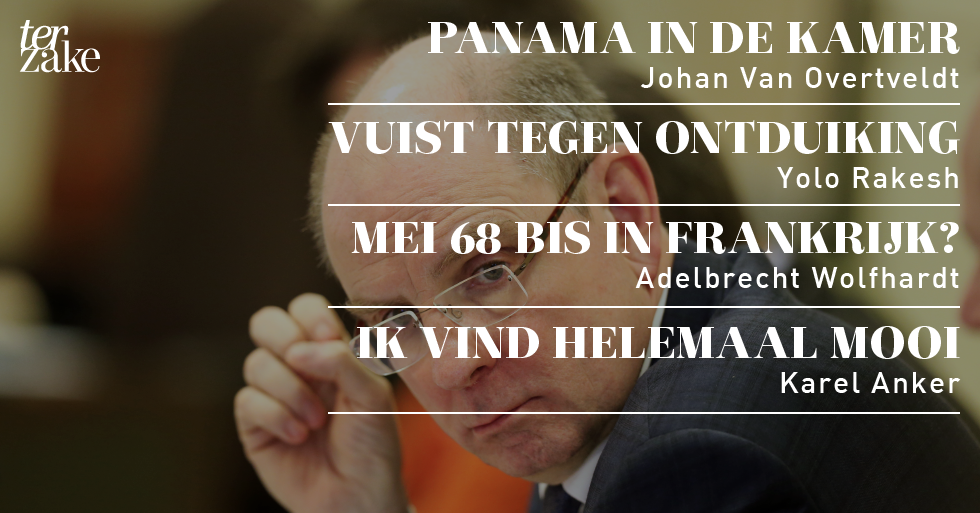 ter
zake
PANAMA IN DE KAMER
Johan Van Overtveldt
VUIST TEGEN ONTDUIKING
Yolo Rakesh
MEI 68 BIS IN FRANKRIJK?
Adelbrecht Wolfhardt
IK VIND HELEMAAL MOOI
Karel Anker